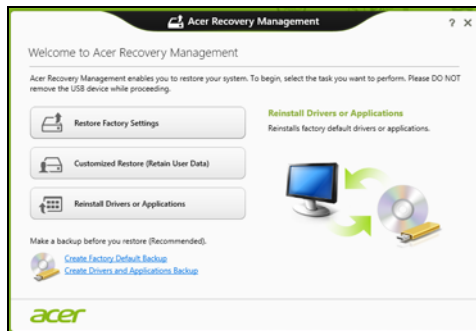 Acer Recovery Management
? X
Welcome to Acer Recovery Management
Acer Recovery Management enables you to restore your system. To begin, select the task you want to perform. Please DO NOT
remove the USB device while proceeding.
Restore Factory Settings
Customized Restore (Retain User Data)
Reinstall Drivers or Applications
Reinstall Drivers or Applications
Reinstalls factory default drivers or applications.
Make a backup before you restore (Recommended).
Create Factory Default Backup
Create Drivers and Applications Backup
acer